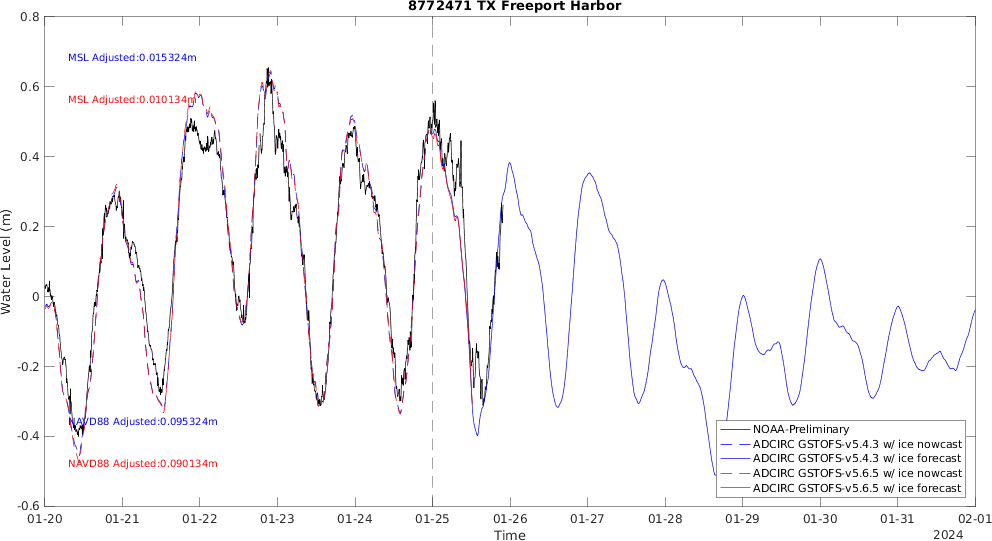 8772471 TX Freeport Harbor
0.8
MSL Adjusted:0.015324m
0.6
MSL Adjusted:0.010134m
0.4
0.2
Water Level (m)
0
-0.2
NAVD88 Adjusted:0.095324m
-0.4
NAVD88 Adjusted:0.090134m
-0.6
NOAA-Preliminary
ADCIRC GSTOFS-v5.4.3 w/ ice nowcast
ADCIRC GSTOFS-v5.4.3 w/ ice forecast
ADCIRC GSTOFS-v5.6.5 w/ ice nowcast
ADCIRC GSTOFS-v5.6.5 w/ ice forecast
01-20 01-21 01-22 01-23 01-24 01-25 01-26 01-27 01-28 01-29 01-30 01-31 02-01
Time
2024